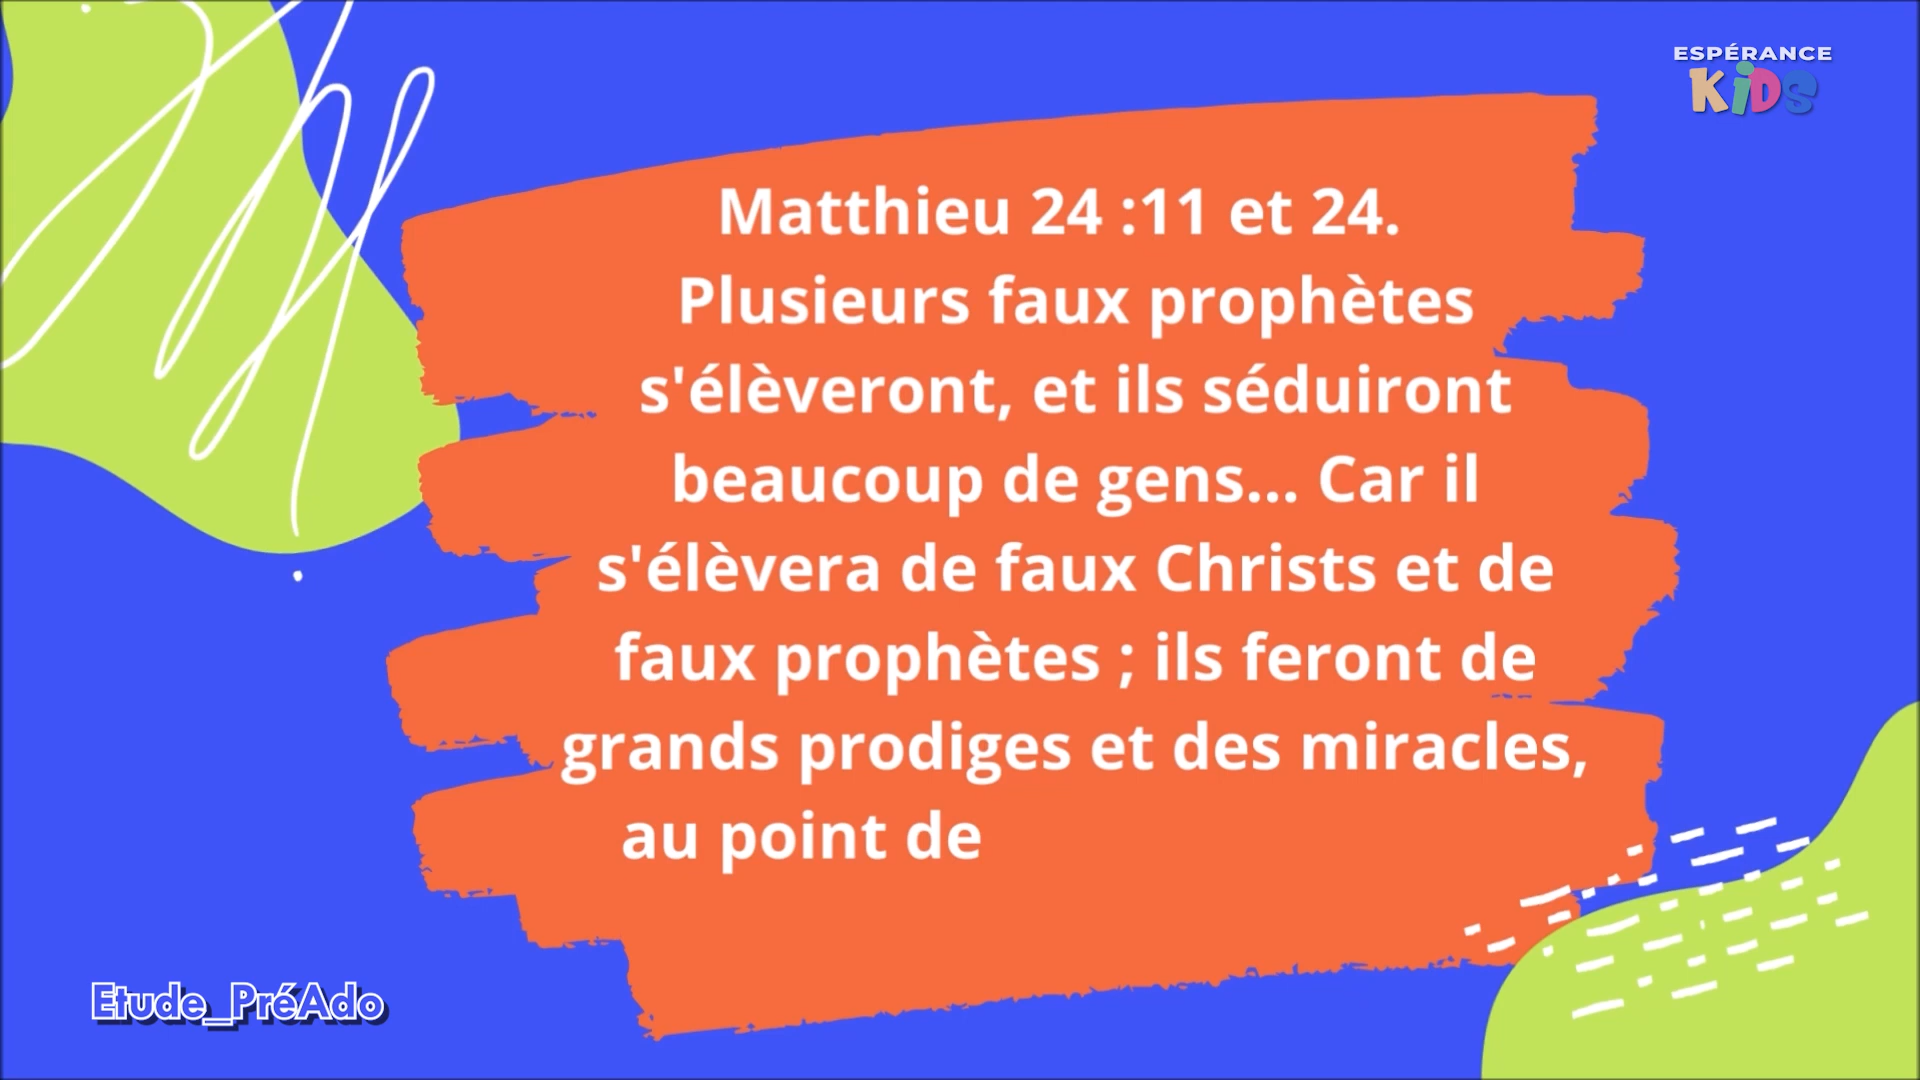 ESPÉRANCE
KiDS
Matthieu 24 :11 et 24.
Plusieurs faux prophètes
s'élèveront, et ils séduiront
beaucoup de gens... Car il
s'élèvera de faux Christs et de
faux prophètes ; ils feront de
grands prodiges et des miracles,
au point de
Etude_PréAdo